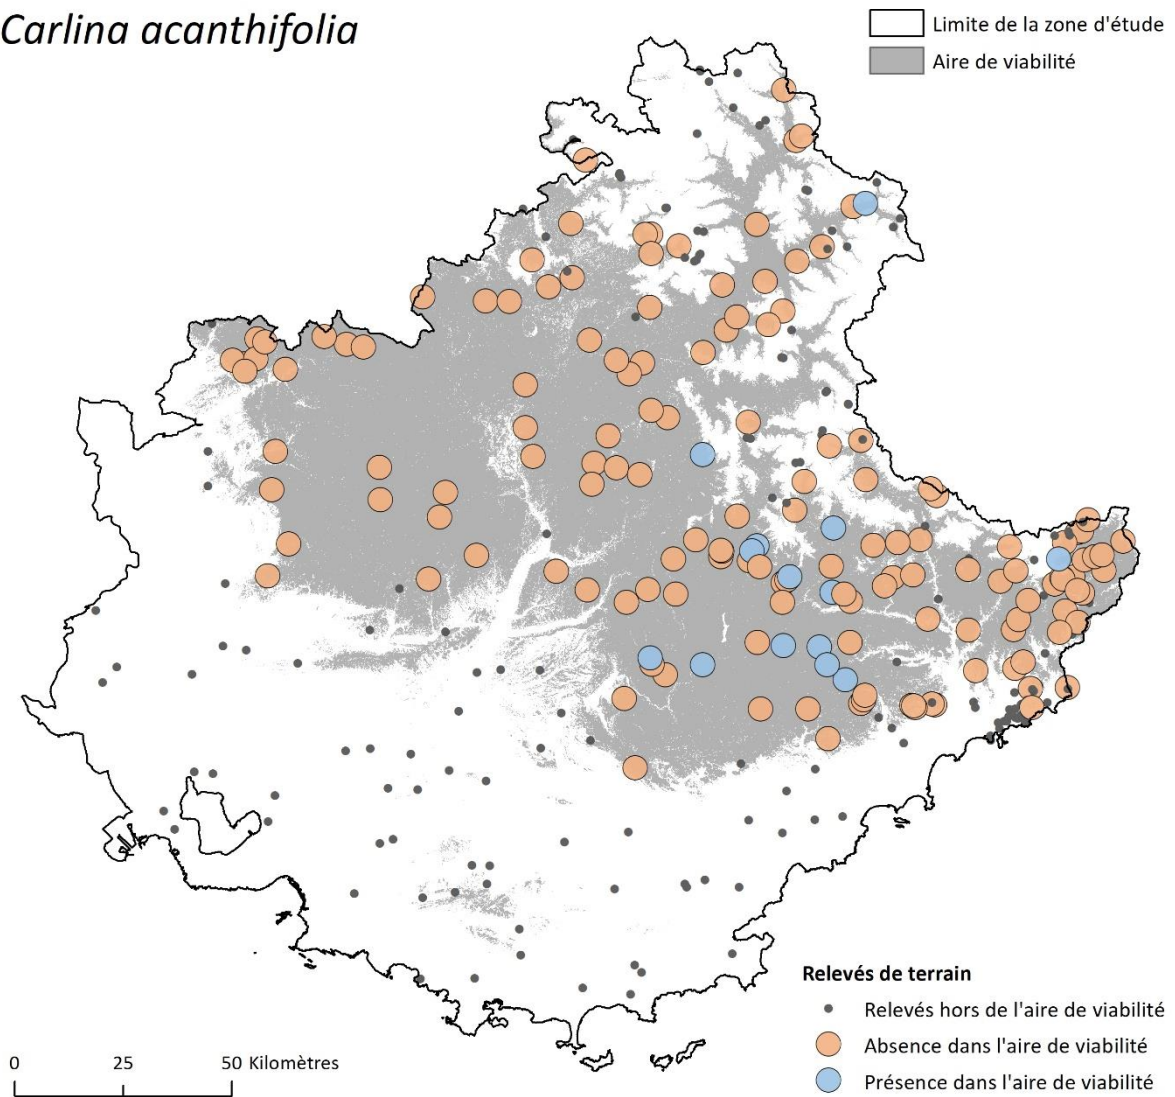 Carlina acanthifolia
Limite de la zone d'étude
Aire de viabilité
Relevés de terrain
Relevés hors de l'aire de viabilité
Absence dans l'aire de viabilité
Présence dans l'aire de viabilité
0 25 50 Kilomètres